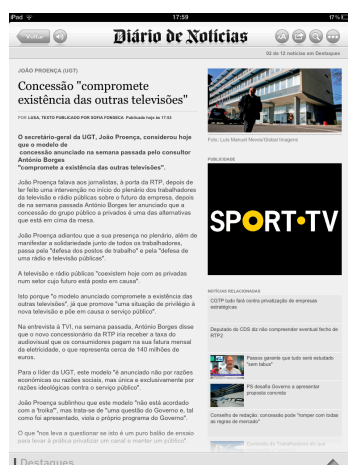 iPad
17:59
17%
Voltar
Diário de Notícias
02 de 12 notícias em Destaques
JOÃO PROENÇA (UGT)
Concessão "compromete
existência das outras televisões"
POR LUSA, TEXTO PUBLICADO POR SOFIA FONSECA Publicado hoje às 17:53
O secretário-geral da UGT, João Proença, considerou hoje
que o modelo de
concessão anunciado na semana passada pelo consultor
António Borges
"compromete a existência das outras televisões".
João Proença falava aos jornalistas, à porta da RTP, depois de
ter feito uma intervenção no início do plenário dos trabalhadores
da televisão e rádio públicas sobre o futuro da empresa, depois
de na semana passada António Borges ter anunciado que a
concessão do grupo público a privados é uma das alternativas
que está em cima da mesa.
João Proença adiantou que a sua presença no plenário, além de
manifestar a solidariedade junto de todos os trabalhadores,
passa pela "defesa dos postos de trabalho" e pela "defesa de
uma rádio e televisão públicas".
A televisão e rádio públicas "coexistem hoje com as privadas
num setor cujo futuro está posto em causa".
Isto porque "o modelo anunciado compromete a existência das
outras televisões", já que promove "uma situação de privilégio à
nova televisão e põe em causa o serviço público".
Na entrevista à TVI, na semana passada, António Borges disse
que o novo concessionário da RTP iria receber a taxa do
audiovisual que os consumidores pagam na sua fatura mensal
da eletricidade, o que representa cerca de 140 milhões de
euros.
Para o líder da UGT, este modelo "é anunciado não por razões
económicas ou razões sociais, mas única e exclusivamente por
razões ideológicas contra o serviço público".
João Proença sublinhou que este modelo "não está acordado
com a 'troika'", mas trata-se de "uma questão do Governo e, tal
como foi apresentado, viola o próprio programa do Governo".
O que "nos leva a questionar se isto é um puro balão de ensaio
para levar à prática privatizar um canal e manter um público".
Foto: Luís Manuel Neves/Global Imagens
PUBLICIDADE
SPORT•TV
NOTÍCIAS RELACIONADAS
CGTP tudo fará contra privatização de empresas
estratégicas
Deputado do CDS diz não compreender eventual fecho de
RTP2
Passos garante que tudo será estudado
"sem tabus"
PS desafia Governo a apresentar
proposta concreta
Conselho de redação: concessão pode "romper com todas
as regras de mercado"
Comissão de Trabalhadores diz que
Destaques